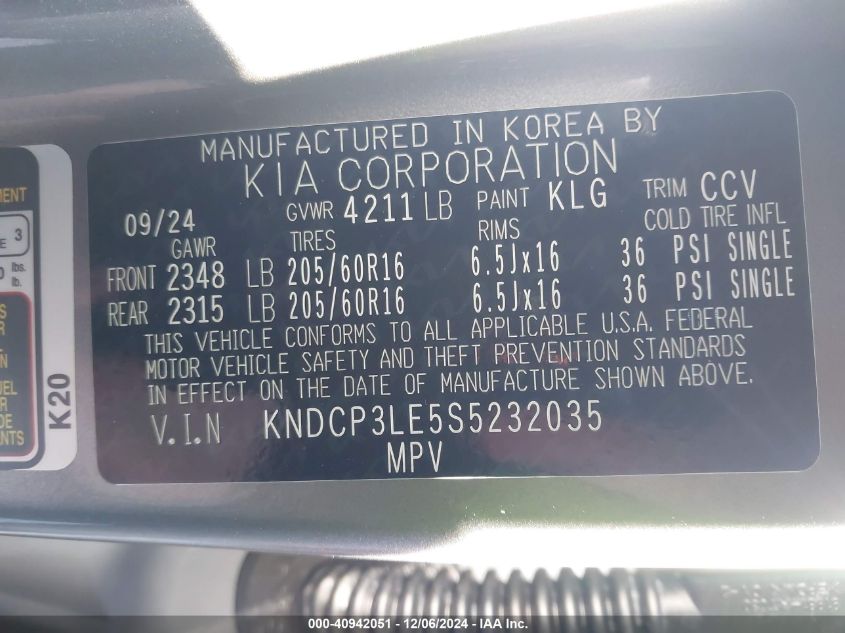 MANUFACTURED IN KOREA BY
KIA CORPORATION
09/24 GVWR 4211 LB PAINT KLG TRIM CCV
GAWR TIRES RIMS COLD TIRE INFL
FRONT 2348 LB 205/60R16 6.5Jx16 36 PSI SINGLE
REAR 2315 LB 205/60R16 6.5Jx16 36 PSI SINGLE
THIS VEHICLE CONFORMS TO ALL APPLICABLE U.S.A. FEDERAL
MOTOR VEHICLE SAFETY AND THEFT PREVENTION STANDARDS
IN EFFECT ON THE DATE OF MANUFACTURE SHOWN ABOVE.
V.I.N KNDCP3LE5S5232035
MPV
3
lbs.
lb.
K20
000-40942051 - 12/06/2024 - IAA Inc.